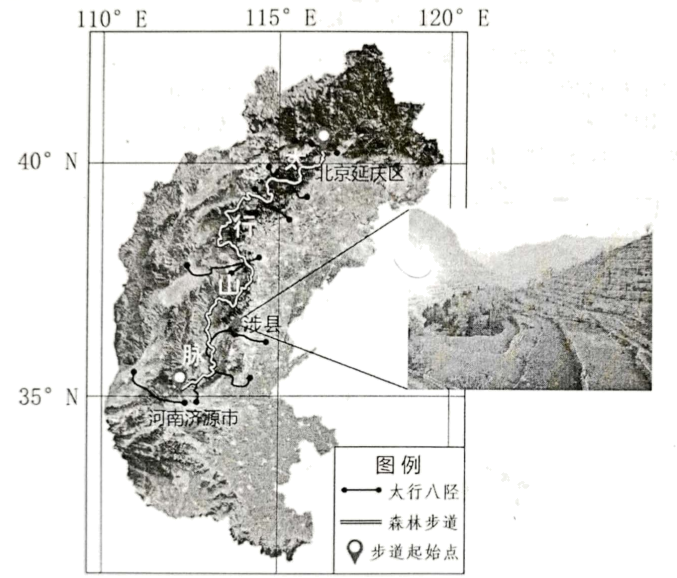 110° E 115° E 120° E
40° N
北京延庆区
行
山
涉县
脉
35° N
河南济源市
图例
太行八陉
森林步道
步道起始点